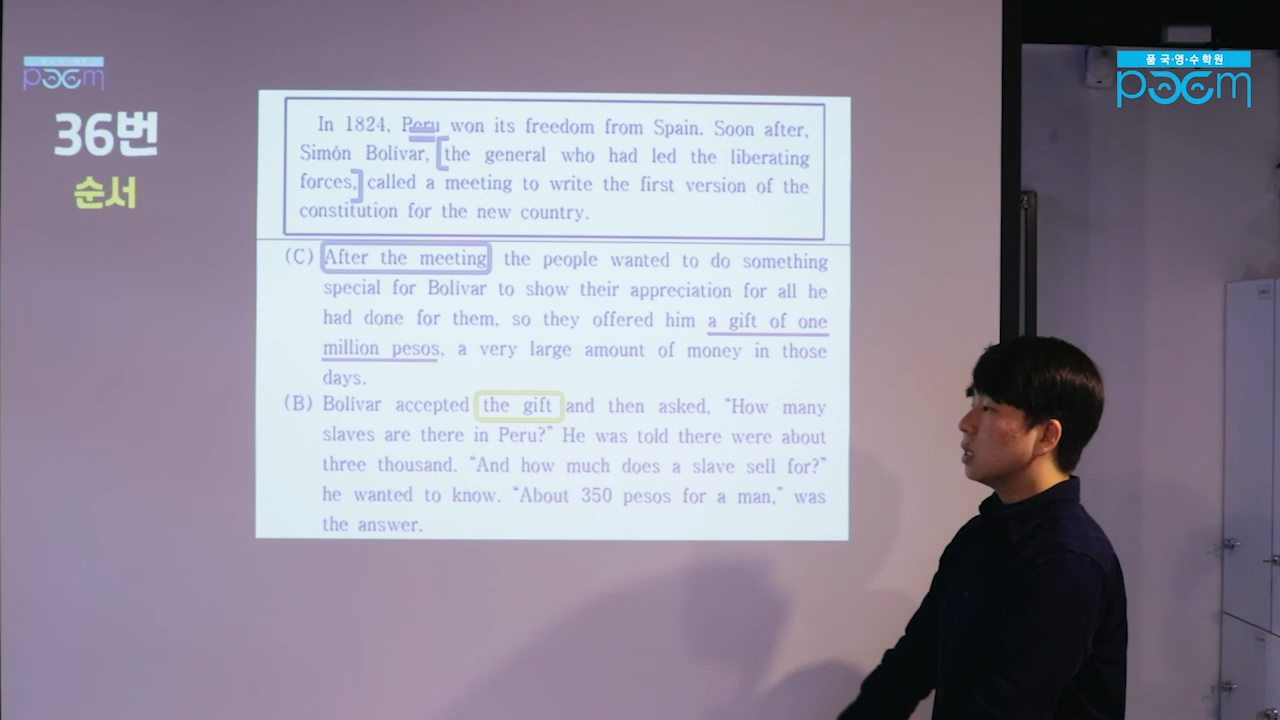 품 국·영·수학원
poem
poem
36번
순서
In 1824, Peru won its freedom from Spain. Soon after,
Simón Bolívar, [the general who had led the liberating
forces,] called a meeting to write the first version of the
constitution for the new country.
(C) After the meeting, the people wanted to do something
special for Bolívar to show their appreciation for all he
had done for them, so they offered him a gift of one
million pesos, a very large amount of money in those
days.
(B) Bolívar accepted the gift and then asked, “How many
slaves are there in Peru?” He was told there were about
three thousand. “And how much does a slave sell for?”
he wanted to know. “About 350 pesos for a man,” was
the answer.